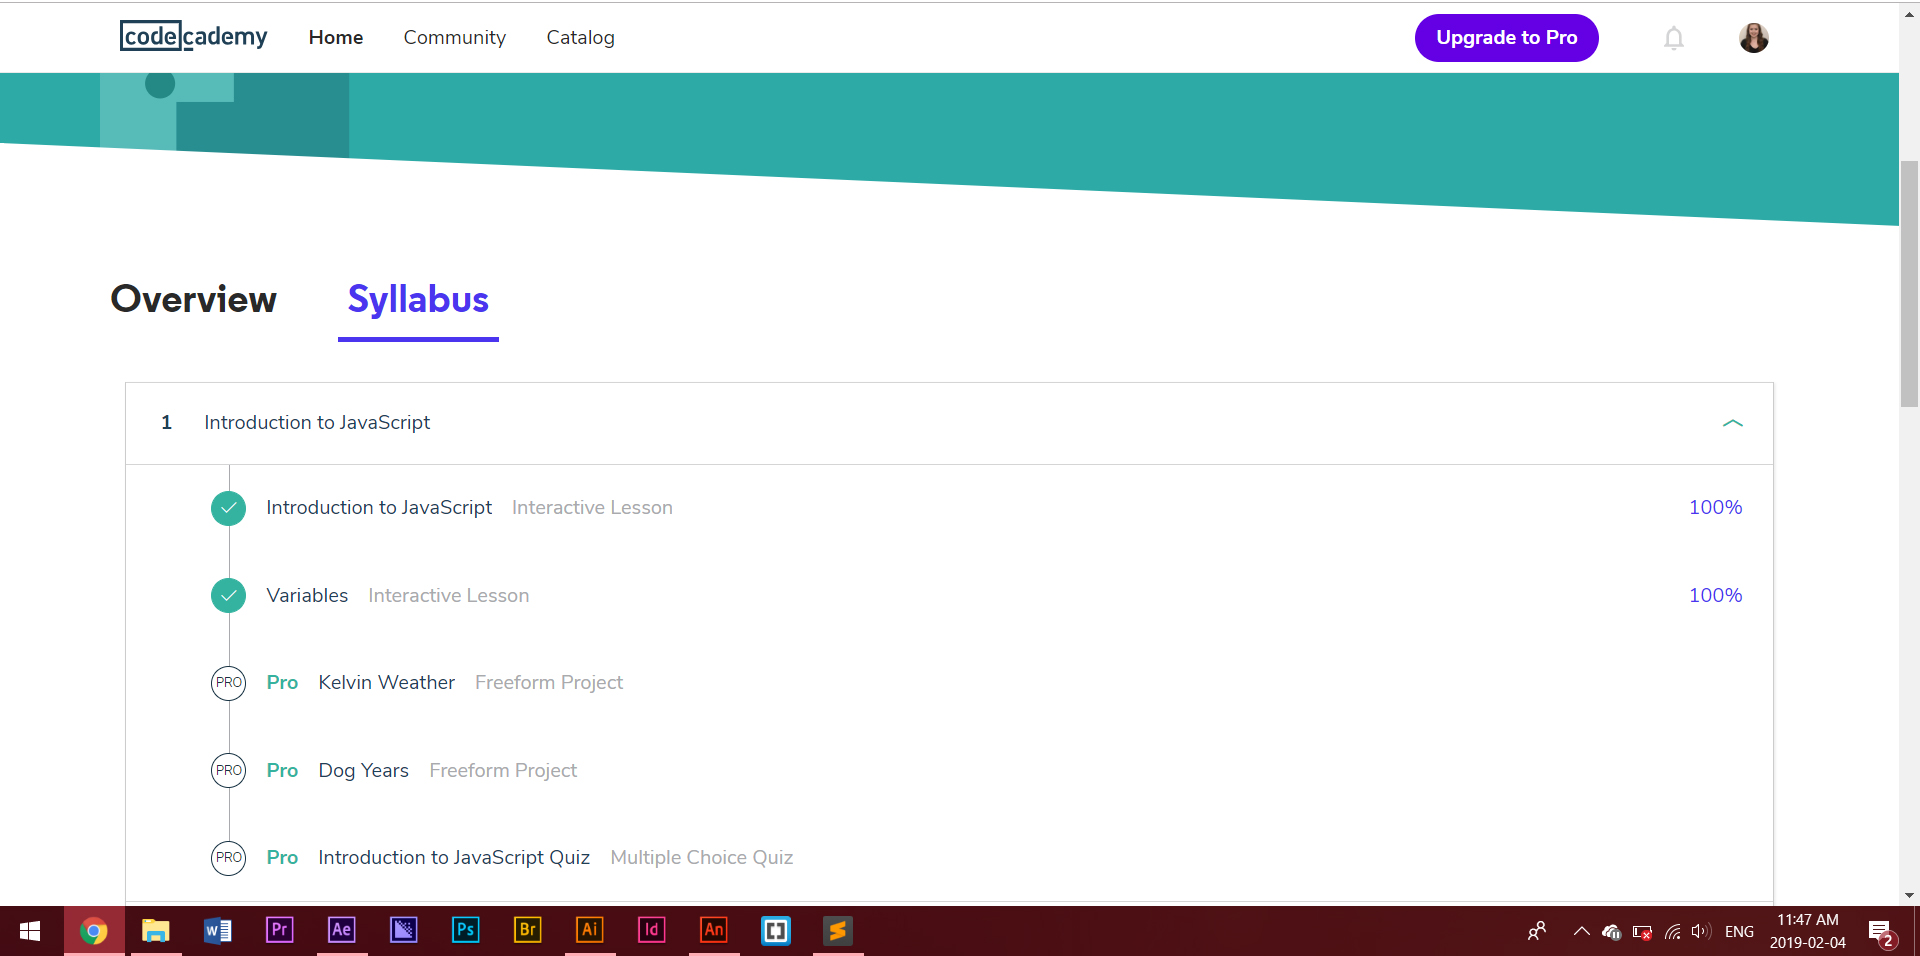 codecademy Home Community Catalog Upgrade to Pro
Overview Syllabus
1 Introduction to JavaScript
Introduction to JavaScript Interactive Lesson 100%
Variables Interactive Lesson 100%
PRO Pro Kelvin Weather Freeform Project
PRO Pro Dog Years Freeform Project
PRO Pro Introduction to JavaScript Quiz Multiple Choice Quiz
W Pr Ae Ps Br Ai Id An ENG 11:47 AM
2019-02-04 2